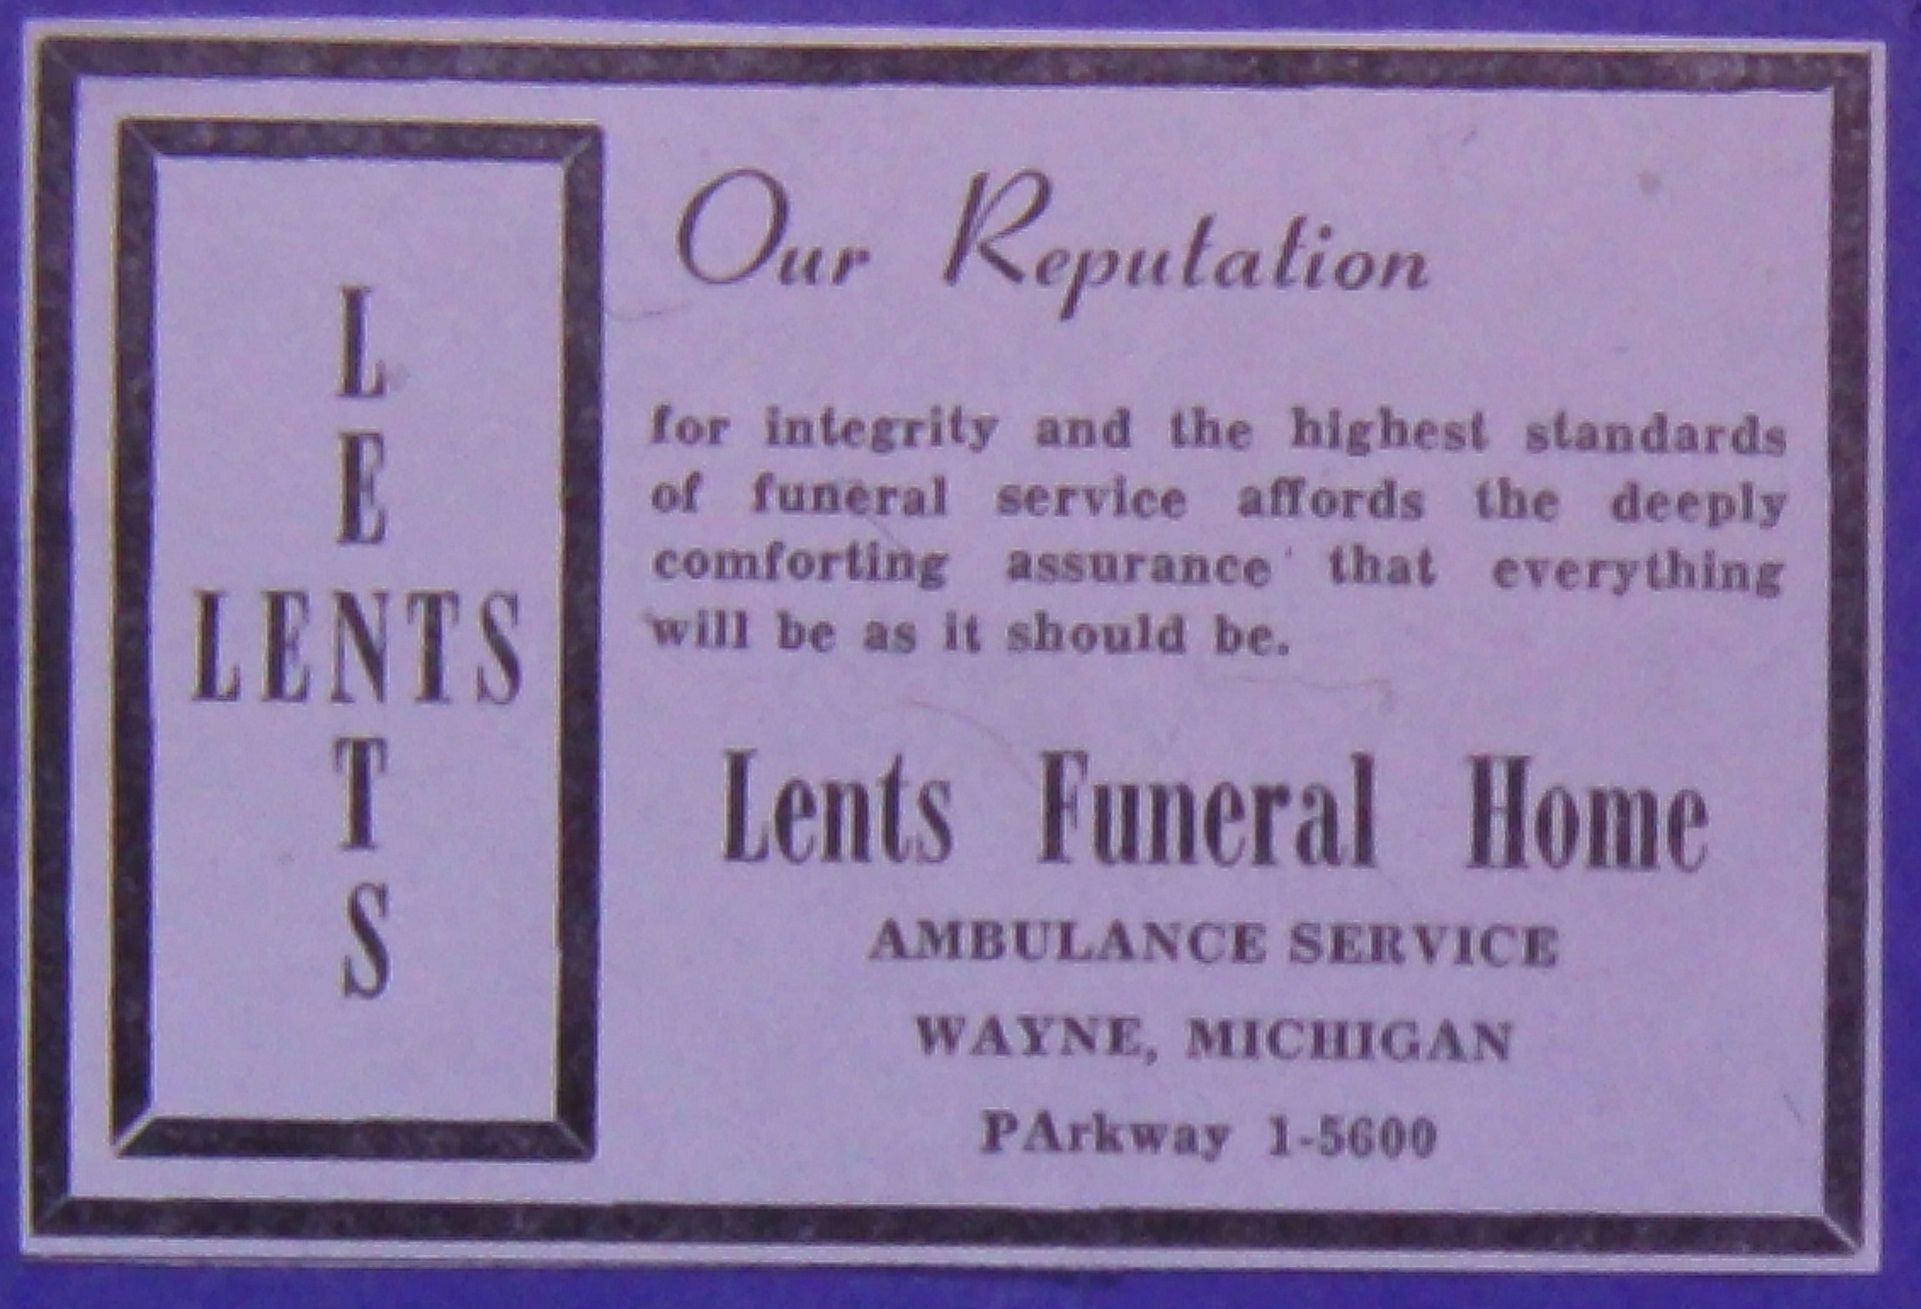 L
E
LENTS
T
S
Our Reputation
for integrity and the highest standards
of funeral service affords the deeply
comforting assurance that everything
will be as it should be.
Lents Funeral Home
AMBULANCE SERVICE
WAYNE, MICHIGAN
PArkway 1-5600